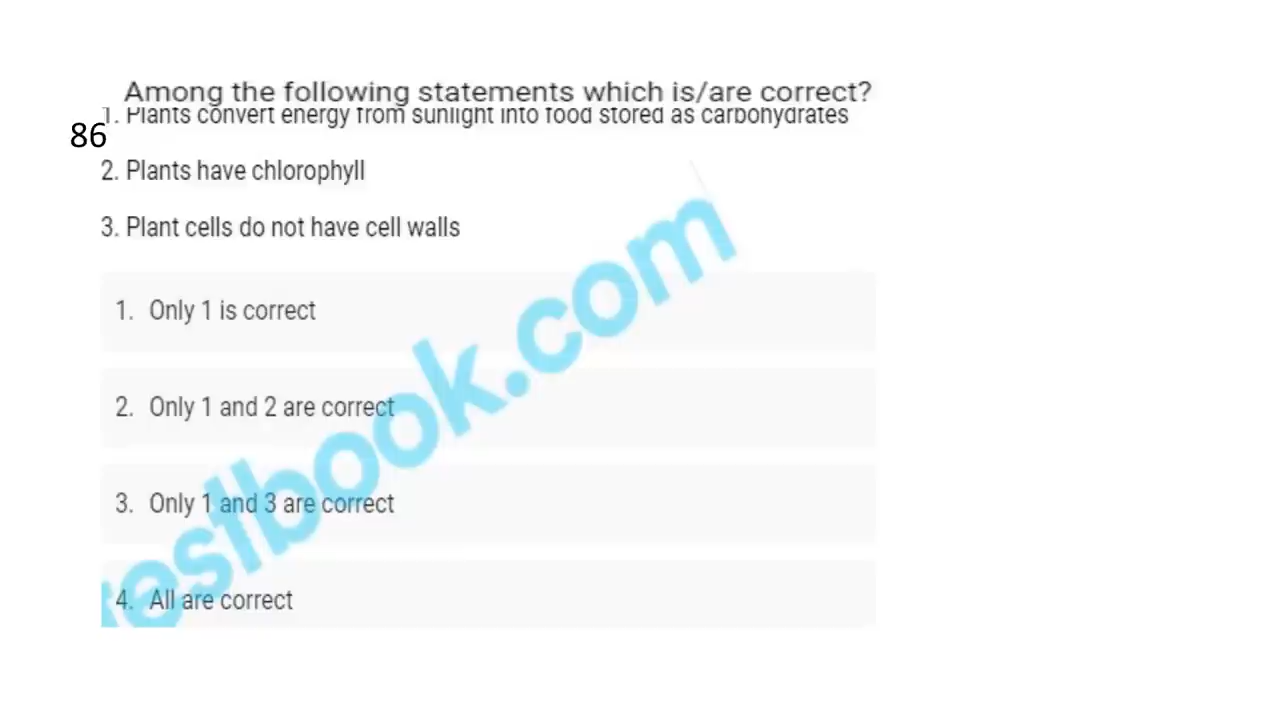 Among the following statements which is/are correct?
1. Plants convert energy from sunlight into food stored as carbohydrates
86
2. Plants have chlorophyll
3. Plant cells do not have cell walls
1. Only 1 is correct
2. Only 1 and 2 are correct
3. Only 1 and 3 are correct
4. All are correct
testbook.com